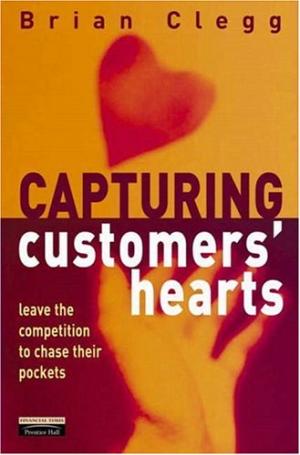 Brian Clegg
CAPTURING
customers'
hearts
leave the
competition
to chase their
pockets
FINANCIAL TIMES
Prentice Hall